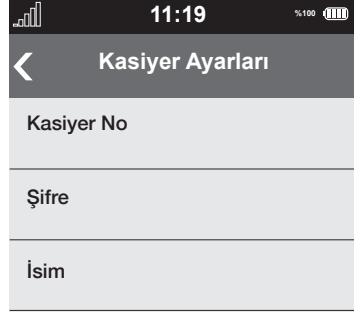 11:19 %100
Kasiyer Ayarları
Kasiyer No
Şifre
İsim